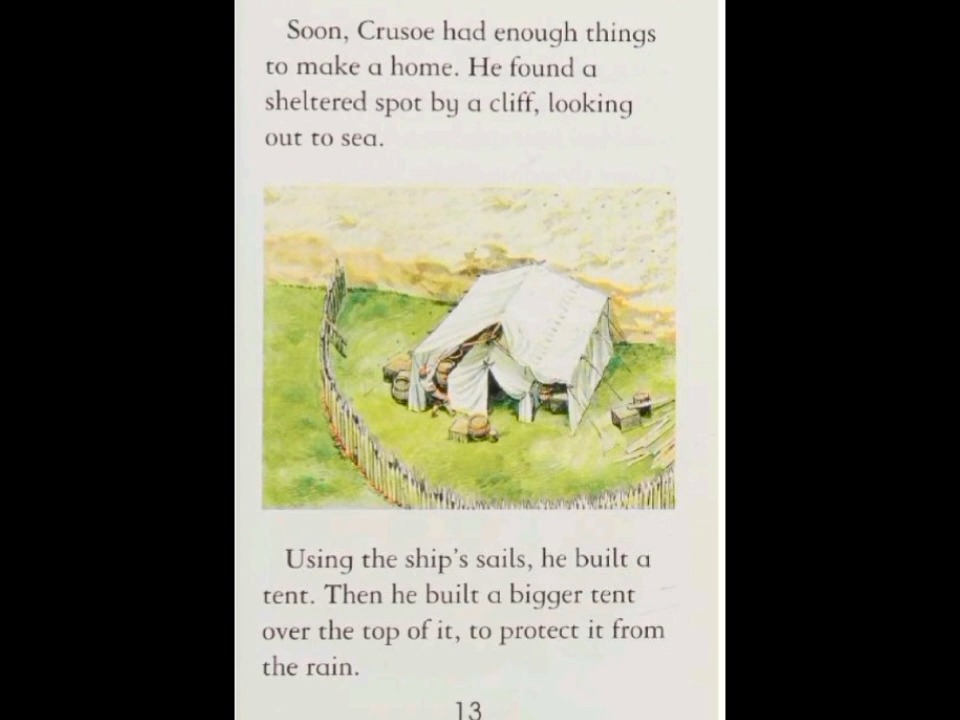 Soon, Crusoe had enough things
to make a home. He found a
sheltered spot by a cliff, looking
out to sea.
Using the ship's sails, he built a
tent. Then he built a bigger tent
over the top of it, to protect it from
the rain.
13